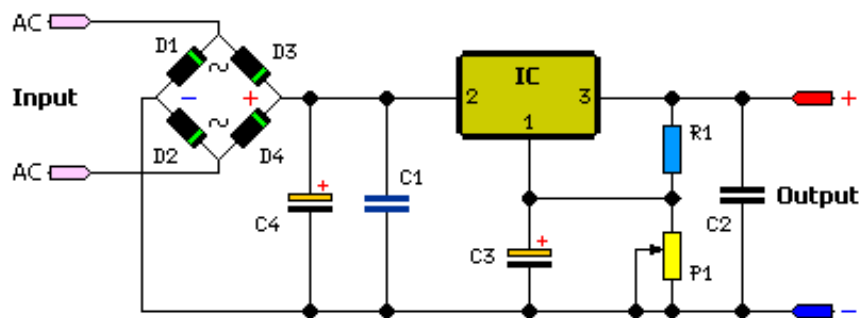 AC
D1
D3
Input
~
− +
~
D2
D4
AC
IC
2
3
1
+
R1
+
C4
C1
C3
+
P1
C2
Output
−